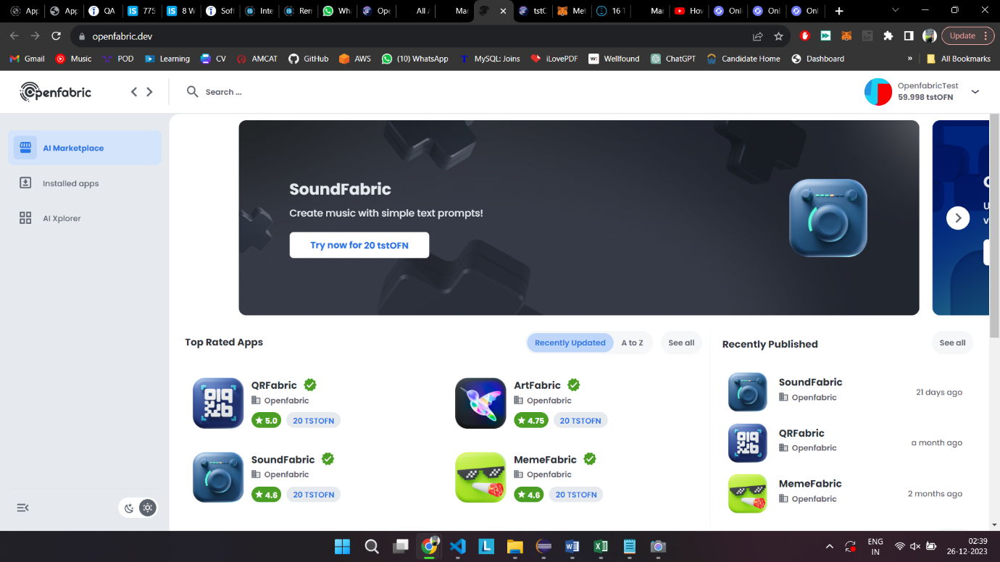 App
App
QA
775
8 W
Soft
Inte
Rem
Wha
Ope
All A
Mar
tstO
Met
16 T
Mar
How
Onli
Onl
Onl
openfabric.dev
Update
Gmail
Music
POD
Learning
CV
AMCAT
GitHub
AWS
(10) WhatsApp
MySQL: Joins
iLovePDF
Wellfound
ChatGPT
Candidate Home
Dashboard
»
All Bookmarks
Openfabric
Search ...
OpenfabricTest
59.998 tstOFN
AI Marketplace
Installed apps
AI Xplorer
SoundFabric
Create music with simple text prompts!
Try now for 20 tstOFN
Top Rated Apps
Recently Updated
A to Z
See all
QRFabric
Openfabric
5.0
20 TSTOFN
ArtFabric
Openfabric
4.75
20 TSTOFN
SoundFabric
Openfabric
4.6
20 TSTOFN
MemeFabric
Openfabric
4.6
20 TSTOFN
Recently Published
See all
SoundFabric
Openfabric
21 days ago
QRFabric
Openfabric
a month ago
MemeFabric
Openfabric
2 months ago
ENG
IN
02:39
26-12-2023